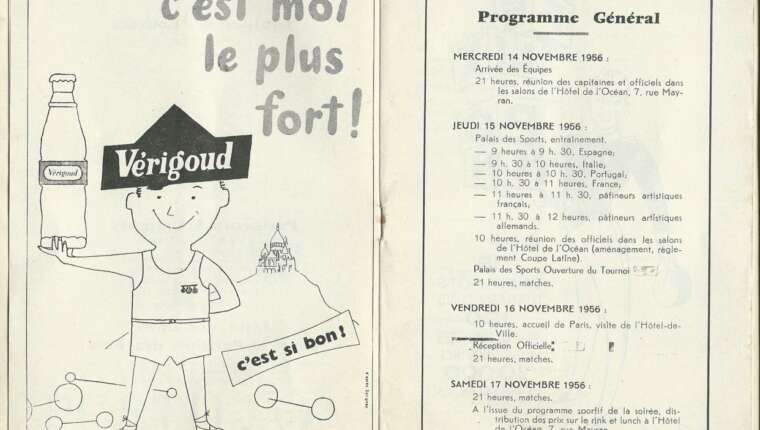 c'est moi
le plus
fort!
Vérigoud
Vérigoud
c'est si bon!
Programme Général
MERCREDI 14 NOVEMBRE 1956 :
Arrivée des Équipes
21 heures, réunion des capitaines et officiels dans
les salons de l'Hôtel de l'Océan, 7, rue May-
ran.
JEUDI 15 NOVEMBRE 1956 :
Palais des Sports, entraînement.
— 9 heures à 9 h. 30, Espagne;
— 9 h. 30 à 10 heures, Italie;
— 10 heures à 10 h. 30, Portugal;
— 10 h. 30 à 11 heures, France;
— 11 heures à 11 h. 30, pâtineurs artistiques
français;
— 11 h. 30 à 12 heures, pâtineurs artistiques
allemands.
10 heures, réunion des officiels dans les salons
de l'Hôtel de l'Océan (aménagement, règle-
ment Coupe Latine).
Palais des Sports Ouverture du Tournoi
21 heures, matches.
VENDREDI 16 NOVEMBRE 1956 :
10 heures, accueil de Paris, visite de l'Hôtel-de-
Ville.
Réception Officielle:
21 heures, matches.
SAMEDI 17 NOVEMBRE 1956 :
21 heures, matches.
A l'issue du programme sportif de la soirée, dis-
tribution des prix sur le rink et lunch à l'Hôtel
de l'Océan, 7, rue Mayran.